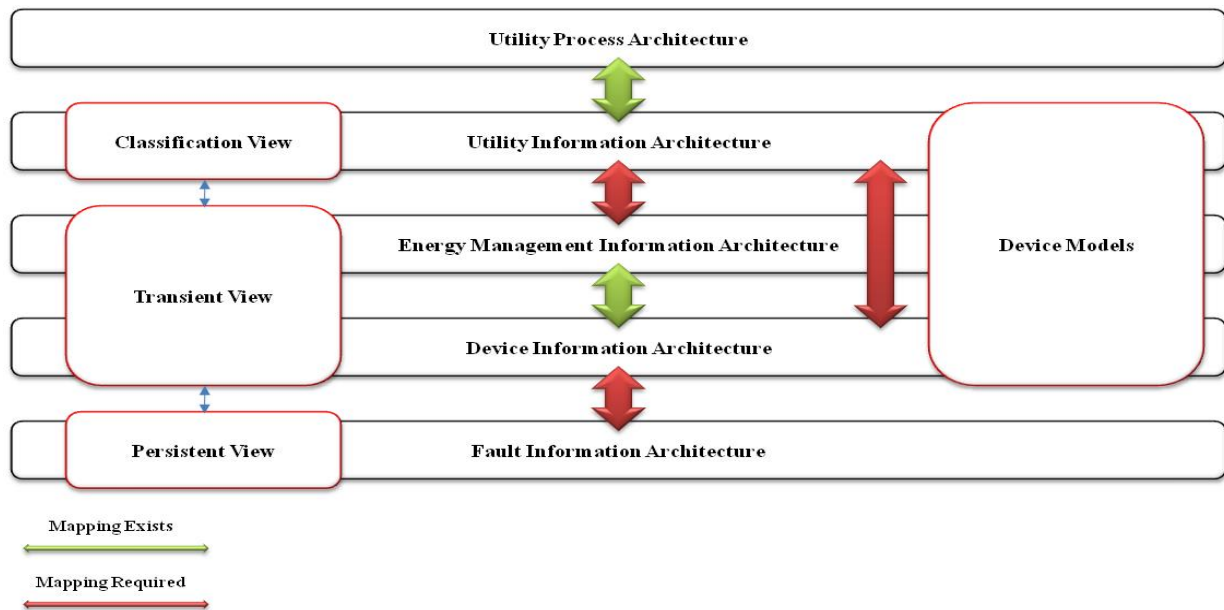 Utility Process Architecture
Classification View
Utility Information Architecture
Energy Management Information Architecture
Device Models
Transient View
Device Information Architecture
Persistent View
Fault Information Architecture
Mapping Exists
Mapping Required